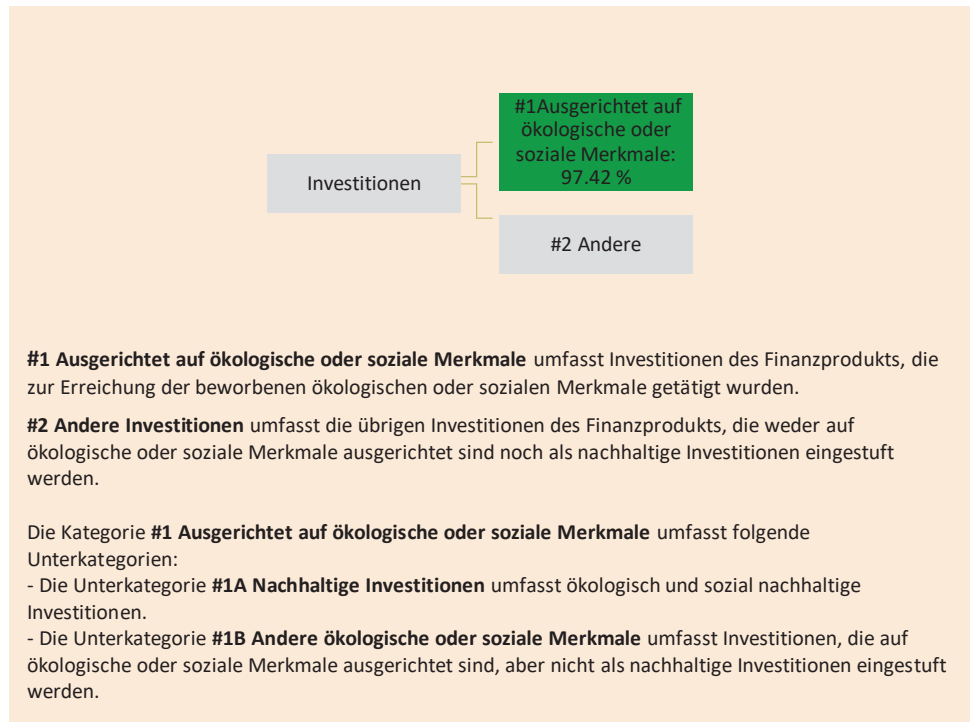 #1Ausgerichtet auf
ökologische oder
soziale Merkmale:
97.42 %
Investitionen
#2 Andere
#1 Ausgerichtet auf ökologische oder soziale Merkmale umfasst Investitionen des Finanzprodukts, die
zur Erreichung der beworbenen ökologischen oder sozialen Merkmale getätigt wurden.
#2 Andere Investitionen umfasst die übrigen Investitionen des Finanzprodukts, die weder auf
ökologische oder soziale Merkmale ausgerichtet sind noch als nachhaltige Investitionen eingestuft
werden.
Die Kategorie #1 Ausgerichtet auf ökologische oder soziale Merkmale umfasst folgende
Unterkategorien:
- Die Unterkategorie #1A Nachhaltige Investitionen umfasst ökologisch und sozial nachhaltige
Investitionen.
- Die Unterkategorie #1B Andere ökologische oder soziale Merkmale umfasst Investitionen, die auf
ökologische oder soziale Merkmale ausgerichtet sind, aber nicht als nachhaltige Investitionen eingestuft
werden.